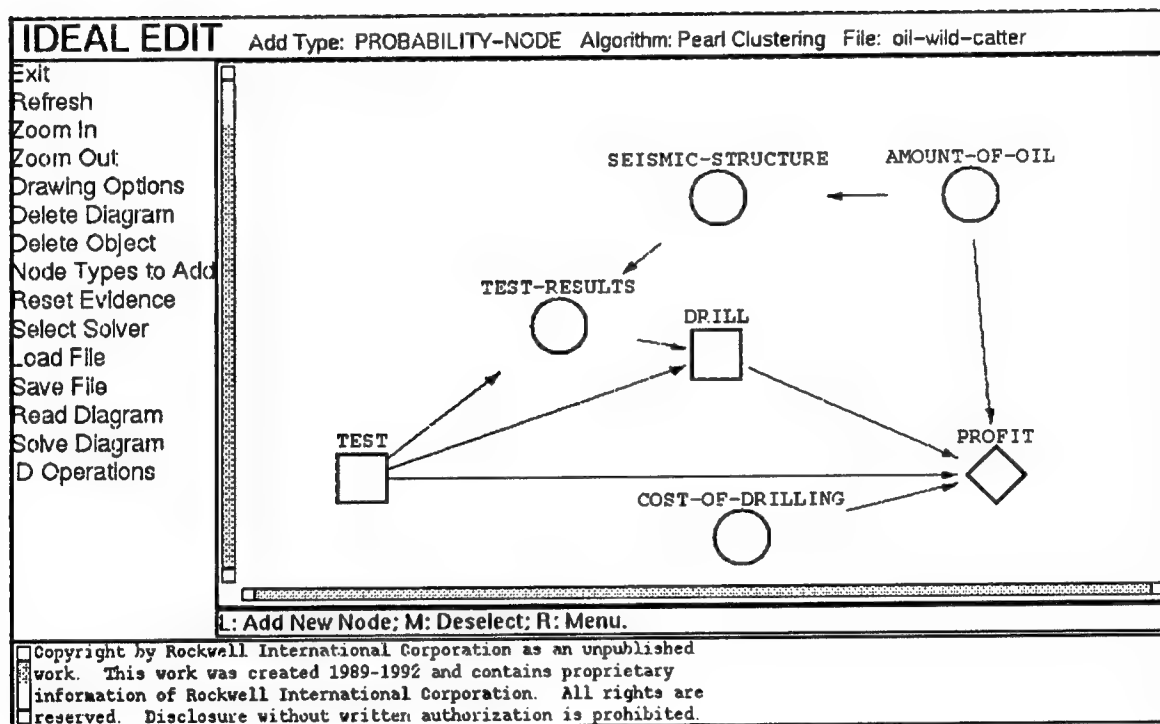 IDEAL EDIT Add Type: PROBABILITY-NODE Algorithm: Pearl Clustering File: oil-wild-catter
Exit
Refresh
Zoom In
Zoom Out
Drawing Options
Delete Diagram
Delete Object
Node Types to Add
Reset Evidence
Select Solver
Load File
Save File
Read Diagram
Solve Diagram
ID Operations
SEISMIC-STRUCTURE AMOUNT-OF-OIL
TEST-RESULTS
DRILL
TEST
PROFIT
COST-OF-DRILLING
L: Add New Node; M: Deselect; R: Menu.
Copyright by Rockwell International Corporation as an unpublished
work. This work was created 1989-1992 and contains proprietary
information of Rockwell International Corporation. All rights are
reserved. Disclosure without written authorization is prohibited.